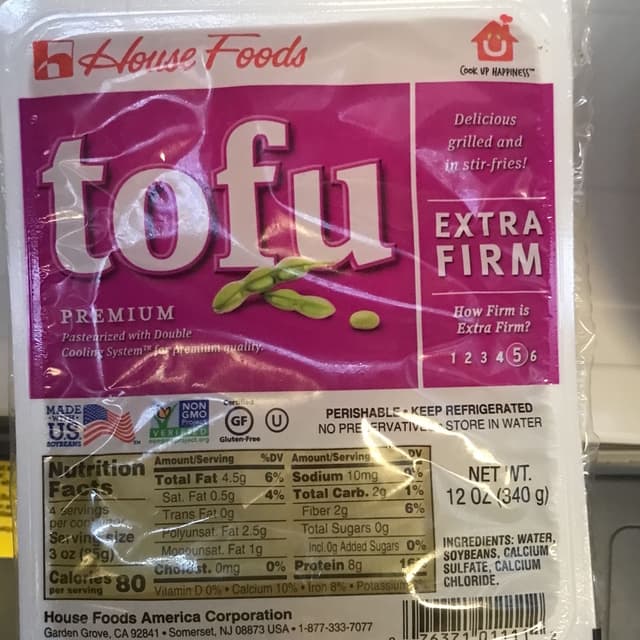 House Foods
COOK UP HAPPINESS™
tofu
Delicious
grilled and
in stir-fries!
EXTRA
FIRM
PREMIUM
Pasteurized with Double
Cooling System™ for premium quality.
How Firm is
Extra Firm?
1 2 3 4 5 6
MADE
WITH
U.S.
SOYBEANS
NON
GMO
VERIFIED
Certified
GF
Gluten-Free
U
PERISHABLE • KEEP REFRIGERATED
NO PRESERVATIVES • STORE IN WATER
Nutrition
Facts
4 servings
per container
Serving size
3 oz (85g)
Calories 80
per serving
Amount/Serving %DV
Total Fat 4.5g 6%
Sat. Fat 0.5g 4%
Trans Fat 0g
Polyunsat. Fat 2.5g
Monounsat. Fat 1g
Cholest. 0mg 0%
Amount/Serving DV
Sodium 10mg 0%
Total Carb. 2g 1%
Fiber 2g 6%
Total Sugars 0g
Incl. 0g Added Sugars 0%
Protein 8g
Vitamin D 0% • Calcium 10% • Iron 8% • Potassium
NET WT.
12 OZ (340 g)
INGREDIENTS: WATER,
SOYBEANS, CALCIUM
SULFATE, CALCIUM
CHLORIDE.
House Foods America Corporation
Garden Grove, CA 92841 • Somerset, NJ 08873 USA • 1-877-333-7077